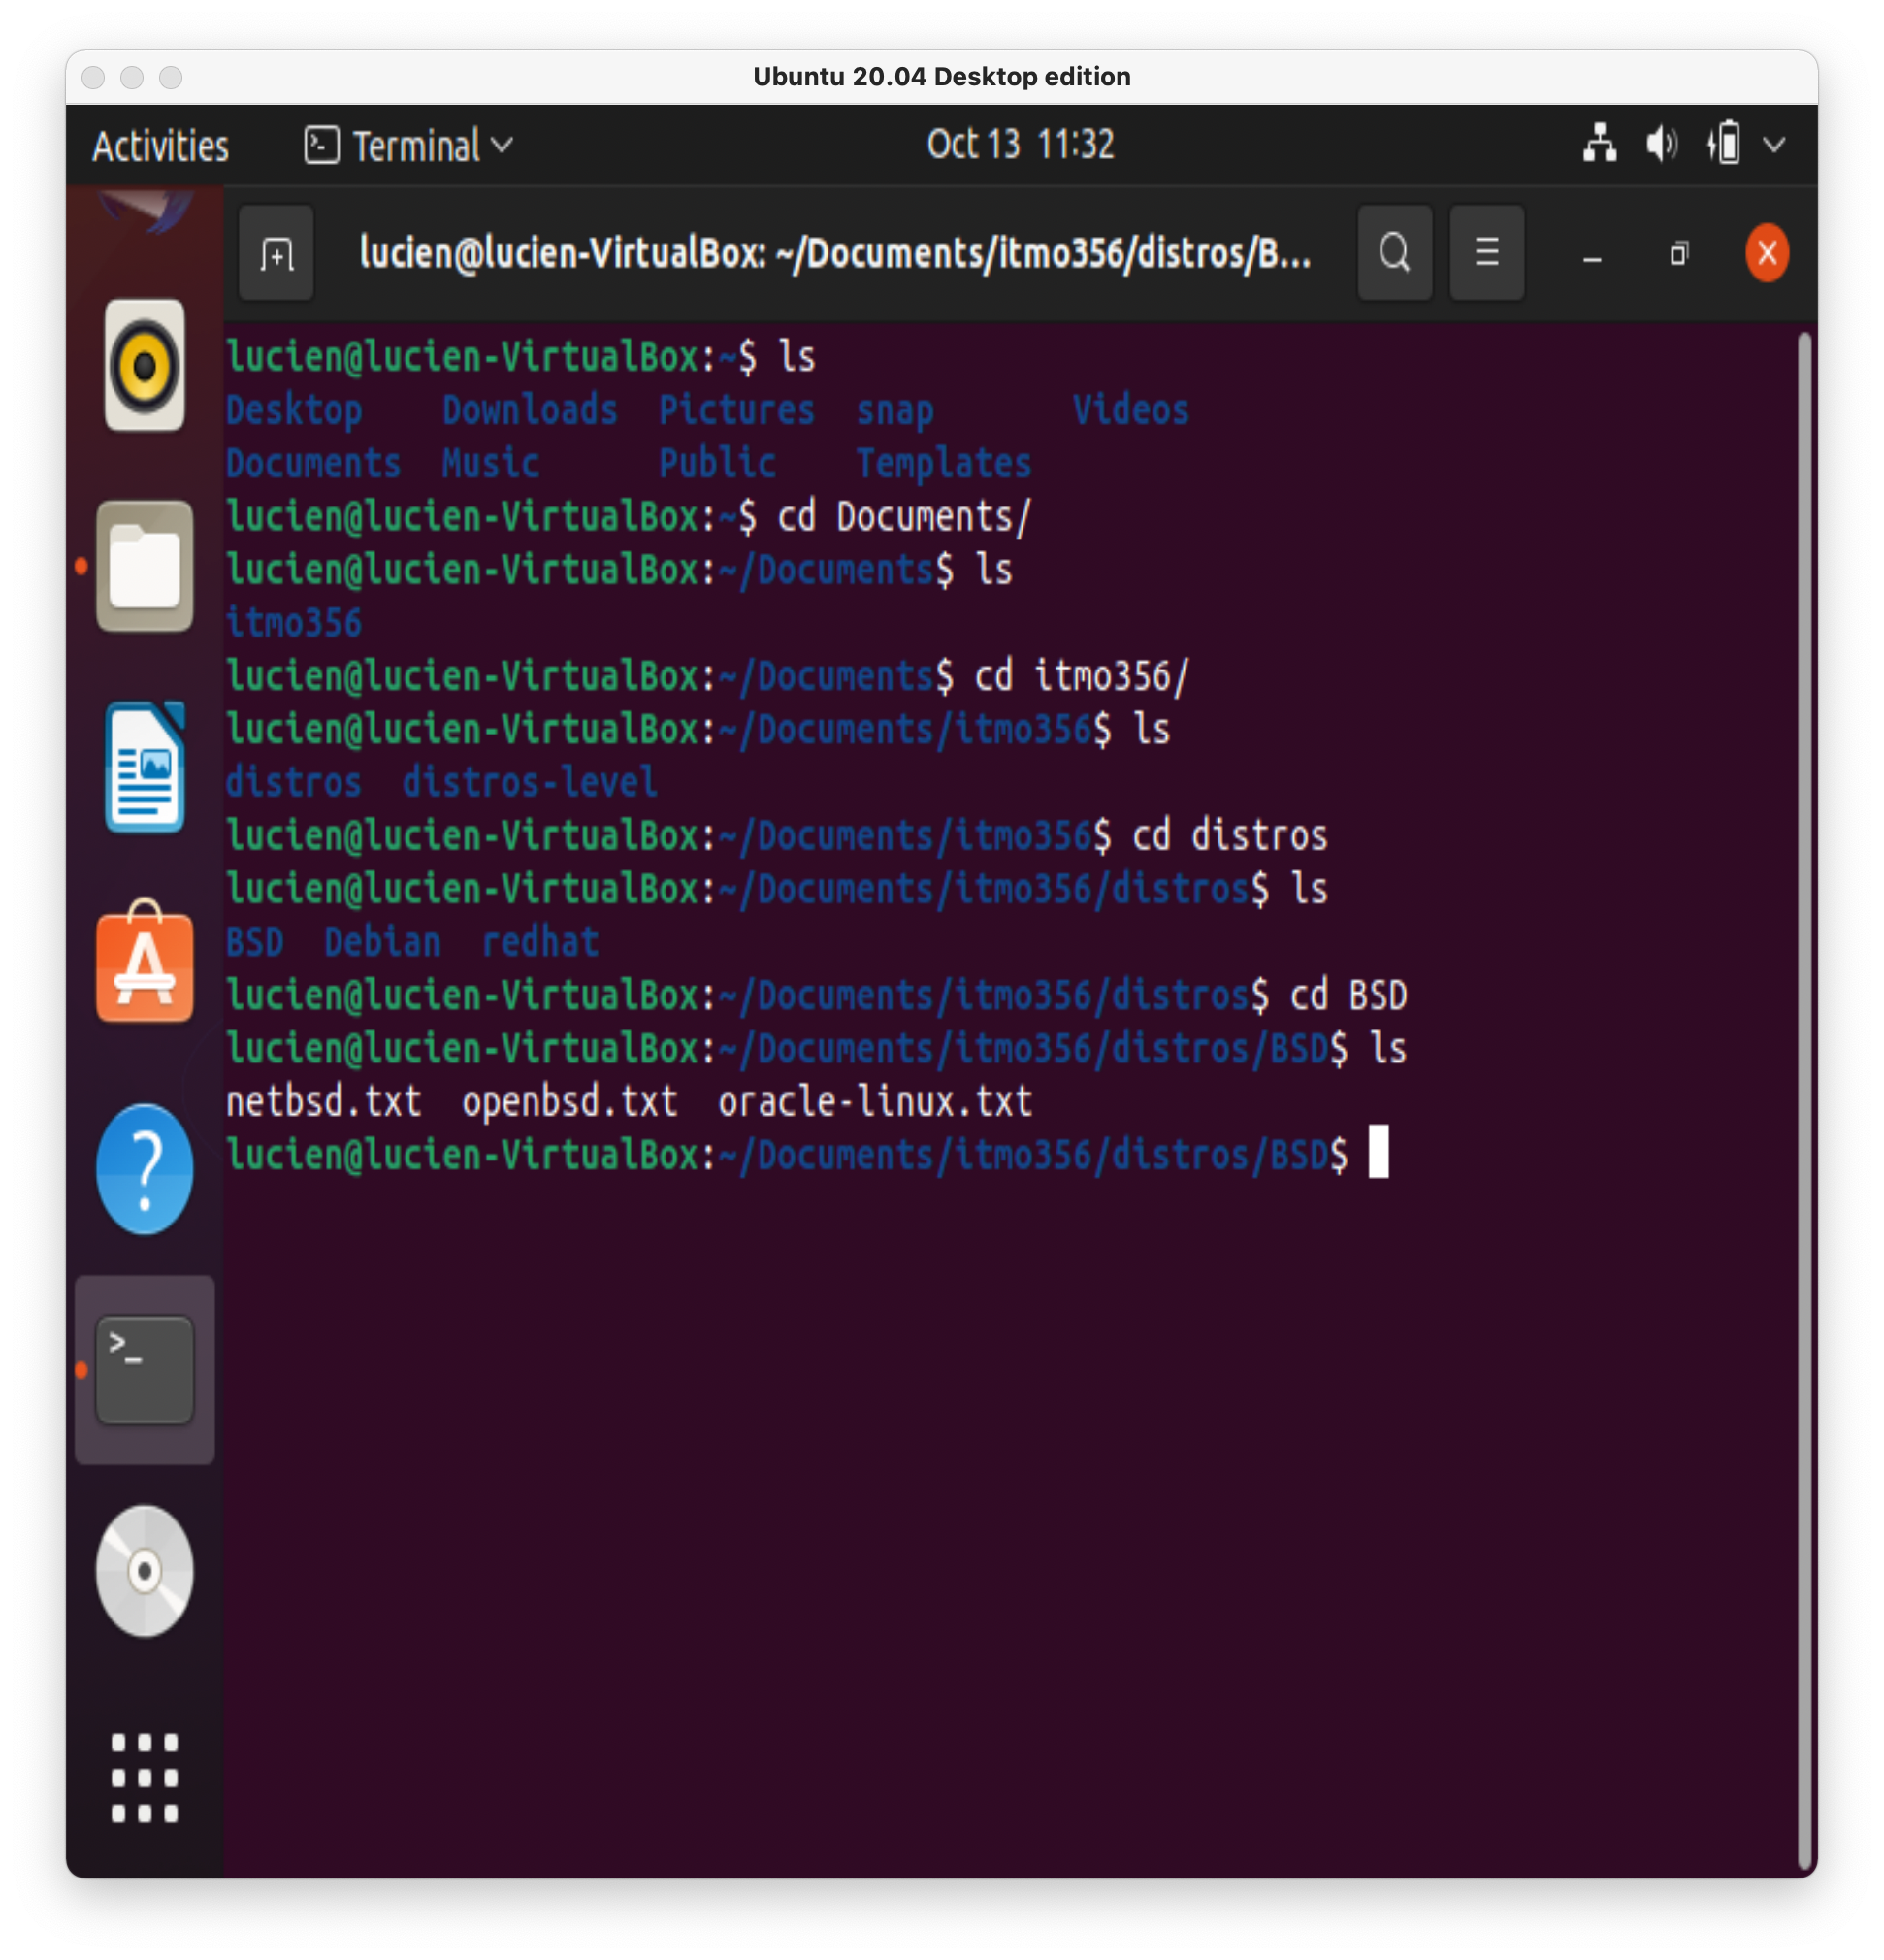 Ubuntu 20.04 Desktop edition
Activities Terminal Oct 13 11:32
lucien@lucien-VirtualBox: ~/Documents/itmo356/distros/B...
lucien@lucien-VirtualBox:~$ ls
Desktop Downloads Pictures snap Videos
Documents Music Public Templates
lucien@lucien-VirtualBox:~$ cd Documents/
lucien@lucien-VirtualBox:~/Documents$ ls
itmo356
lucien@lucien-VirtualBox:~/Documents$ cd itmo356/
lucien@lucien-VirtualBox:~/Documents/itmo356$ ls
distros distros-level
lucien@lucien-VirtualBox:~/Documents/itmo356$ cd distros
lucien@lucien-VirtualBox:~/Documents/itmo356/distros$ ls
BSD Debian redhat
lucien@lucien-VirtualBox:~/Documents/itmo356/distros$ cd BSD
lucien@lucien-VirtualBox:~/Documents/itmo356/distros/BSD$ ls
netbsd.txt openbsd.txt oracle-linux.txt
lucien@lucien-VirtualBox:~/Documents/itmo356/distros/BSD$